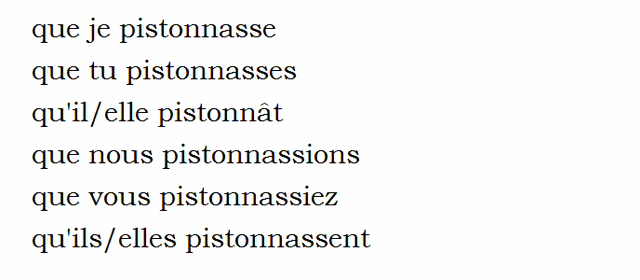 que je pistonnasse
que tu pistonnasses
qu'il/elle pistonnât
que nous pistonnassions
que vous pistonnassiez
qu'ils/elles pistonnassent